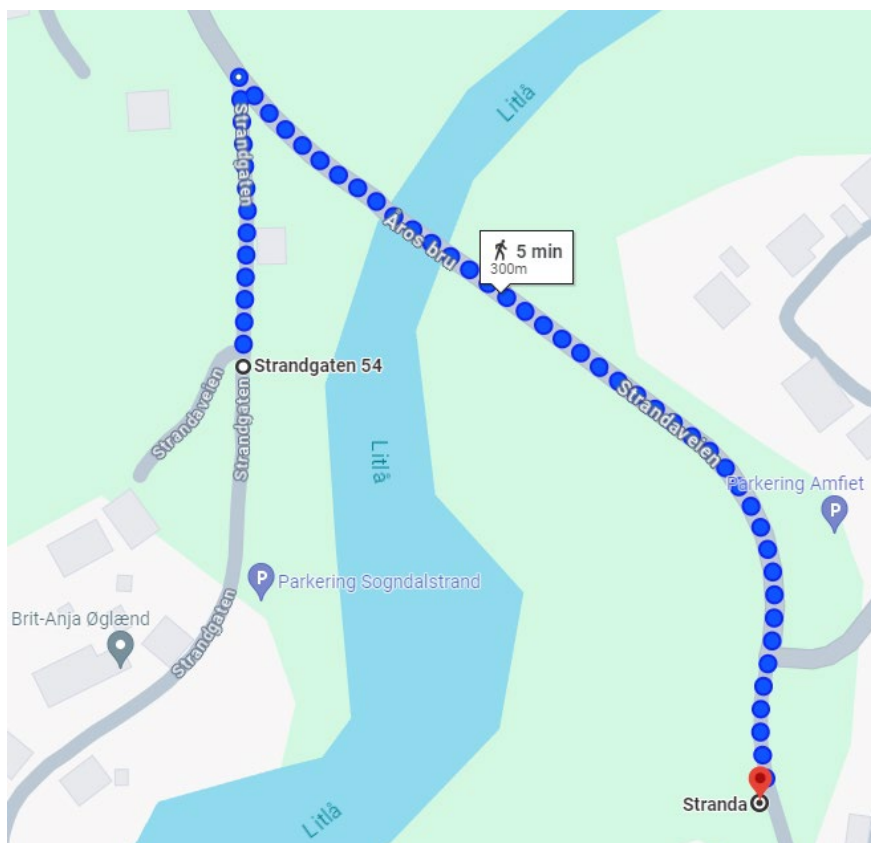 Litlå
Strandgaten
Åros bru
5 min
300m
Strandgaten 54
Strandaveien
Strandgaten
Strandaveien
Litlå
Parkering Amfiet
P
P
Parkering Sogndalstrand
Brit-Anja Øglænd
Strandgaten
Stranda
Litlå